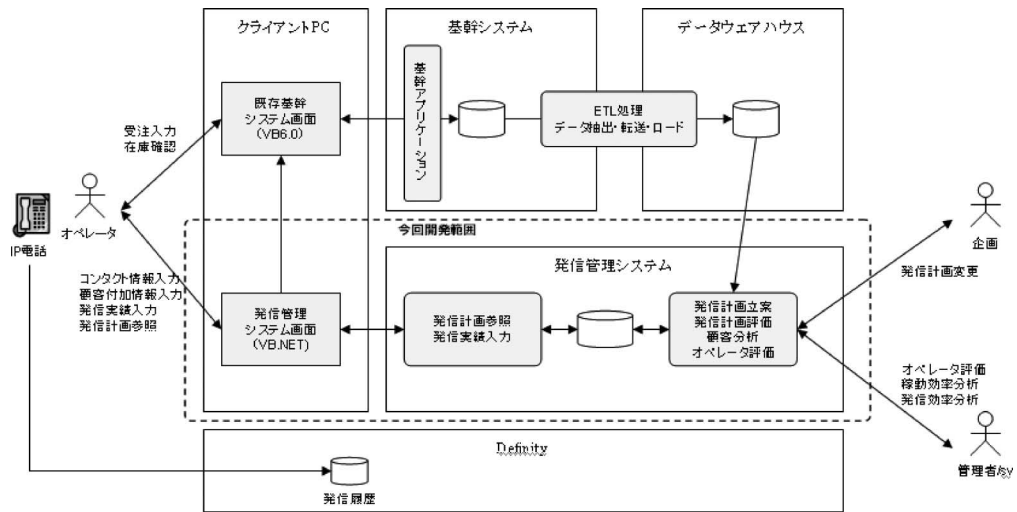 クライアントPC
基幹システム
データウェアハウス
既存基幹
システム画面
(VB6.0)
基幹アプリケーション
ETL処理
データ抽出・転送・ロード
受注入力
在庫確認
IP電話
オペレータ
今回開発範囲
企画
発信管理システム
コンタクト情報入力
顧客付加情報入力
発信実績入力
発信計画参照
発信管理
システム画面
(VB.NET)
発信計画参照
発信実績入力
発信計画立案
発信計画評価
顧客分析
オペレータ評価
発信計画変更
オペレータ評価
稼動効率分析
発信効率分析
管理者/sv
Definity
発信履歴